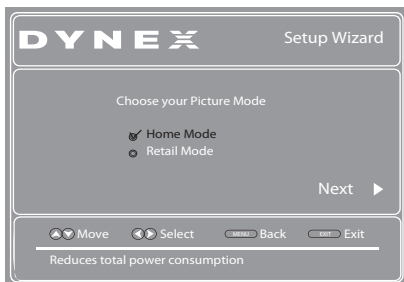 DYNEX Setup Wizard
Choose your Picture Mode
Home Mode
Retail Mode
Next
Move Select MENU Back EXIT Exit
Reduces total power consumption